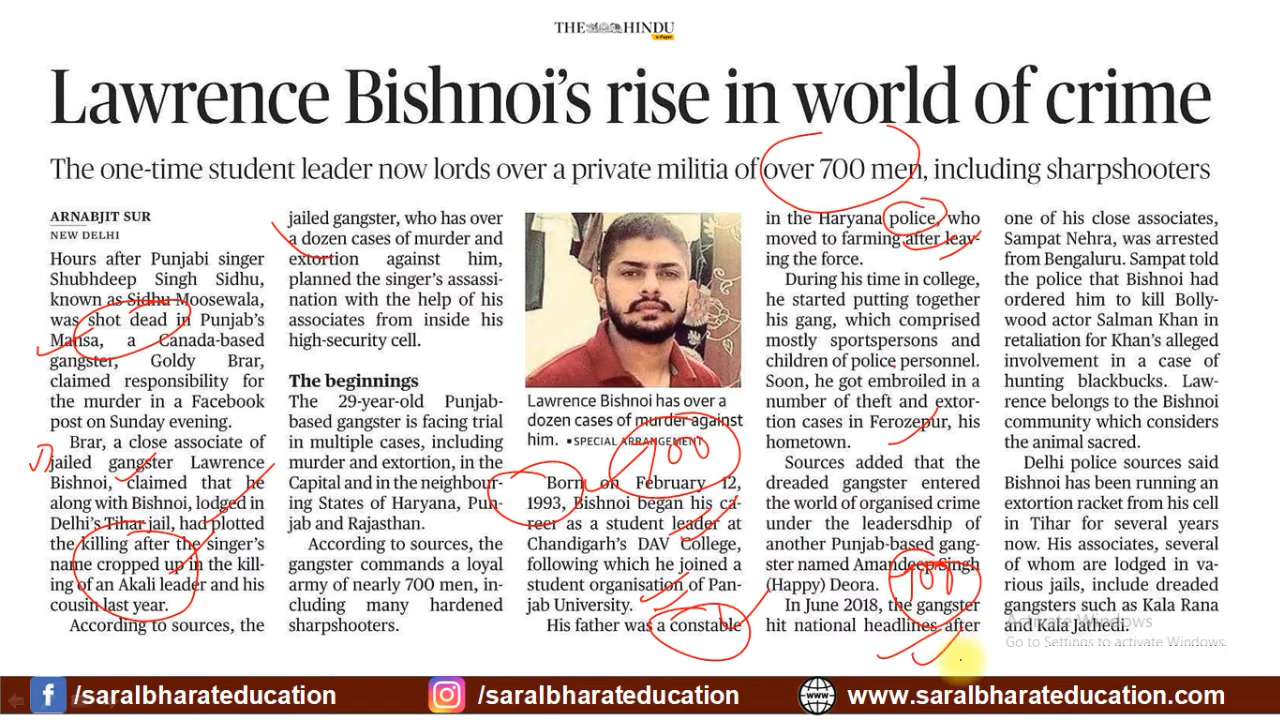 THE HINDU
e-Paper
Lawrence Bishnoi's rise in world of crime
The one-time student leader now lords over a private militia of over 700 men, including sharpshooters
ARNABJIT SUR
NEW DELHI
Hours after Punjabi singer
Shubhdeep Singh Sidhu,
known as Sidhu Moosewala,
was shot dead in Punjab's
Mansa, a Canada-based
gangster, Goldy Brar,
claimed responsibility for
the murder in a Facebook
post on Sunday evening.
Brar, a close associate of
jailed gangster Lawrence
Bishnoi, claimed that he
along with Bishnoi, lodged in
Delhi's Tihar jail, had plotted
the killing after the singer's
name cropped up in the kill-
ing of an Akali leader and his
cousin last year.
According to sources, the
jailed gangster, who has over
a dozen cases of murder and
extortion against him,
planned the singer's assassi-
nation with the help of his
associates from inside his
high-security cell.
The beginnings
The 29-year-old Punjab-
based gangster is facing trial
in multiple cases, including
murder and extortion, in the
Capital and in the neighbour-
ing States of Haryana, Pun-
jab and Rajasthan.
According to sources, the
gangster commands a loyal
army of nearly 700 men, in-
cluding many hardened
sharpshooters.
Lawrence Bishnoi has over a
dozen cases of murder against
him. ▪SPECIAL ARRANGEMENT
700
Born on February 12,
1993, Bishnoi began his ca-
reer as a student leader at
Chandigarh's DAV College,
following which he joined a
student organisation of Pan-
jab University.
His father was a constable
in the Haryana police, who
moved to farming after leav-
ing the force.
During his time in college,
he started putting together
his gang, which comprised
mostly sportspersons and
children of police personnel.
Soon, he got embroiled in a
number of theft and extor-
tion cases in Ferozepur, his
hometown.
Sources added that the
dreaded gangster entered
the world of organised crime
under the leadersdhip of
another Punjab-based gang-
ster named Amandeep Singh
(Happy) Deora.
700
In June 2018, the gangster
hit national headlines after
one of his close associates,
Sampat Nehra, was arrested
from Bengaluru. Sampat told
the police that Bishnoi had
ordered him to kill Bolly-
wood actor Salman Khan in
retaliation for Khan's alleged
involvement in a case of
hunting blackbucks. Law-
rence belongs to the Bishnoi
community which considers
the animal sacred.
Delhi police sources said
Bishnoi has been running an
extortion racket from his cell
in Tihar for several years
now. His associates, several
of whom are lodged in va-
rious jails, include dreaded
gangsters such as Kala Rana
and Kala Jathedi.
Activate Windows
Go to Settings to activate Windows.
/saralbharateducation
/saralbharateducation
www.saralbharateducation.com